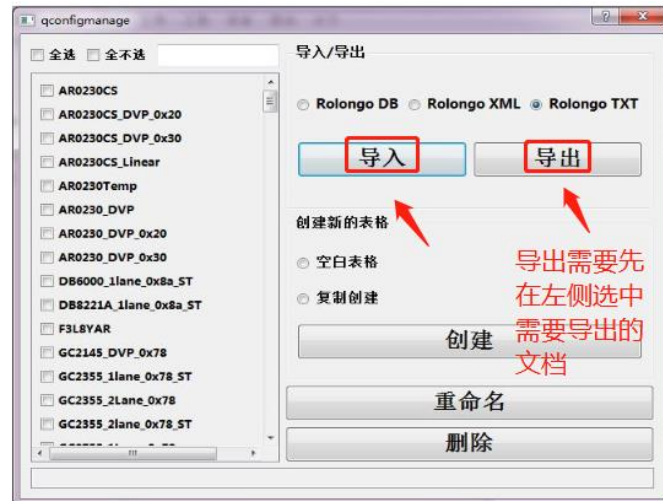 qconfigmanage
全选 全不选
AR0230CS
AR0230CS_DVP_0x20
AR0230CS_DVP_0x30
AR0230CS_Linear
AR0230Temp
AR0230_DVP
AR0230_DVP_0x20
AR0230_DVP_0x30
DB6000_1lane_0x8a_ST
DB8221A_1lane_0x8a_ST
F3L8YAR
GC2145_DVP_0x78
GC2355_1lane_0x78_ST
GC2355_2Lane_0x78
GC2355_2lane_0x78_ST
导入/导出
Rolongo DB Rolongo XML Rolongo TXT
导入 导出
创建新的表格
空白表格
复制创建
创建
重命名
删除
导出需要先
在左侧选中
需要导出的
文档